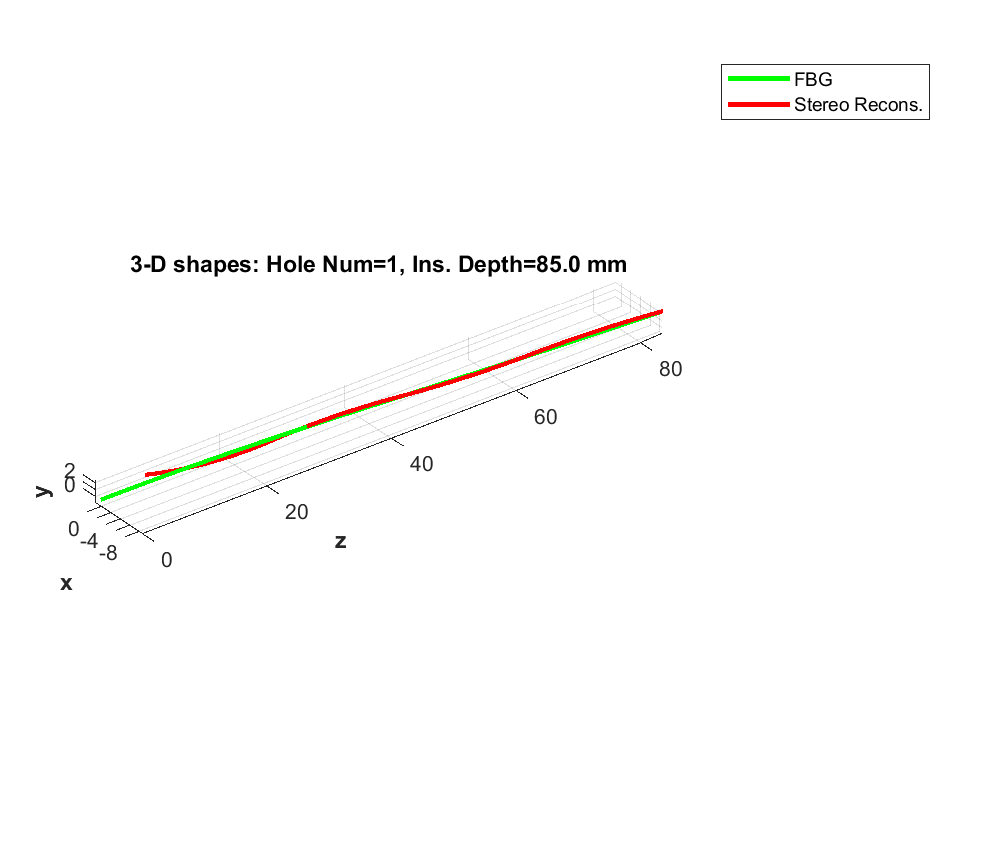 FBG
Stereo Recons.
3-D shapes: Hole Num=1, Ins. Depth=85.0 mm
80
60
40
20
0
z
2
0
y
0
-4
-8
x